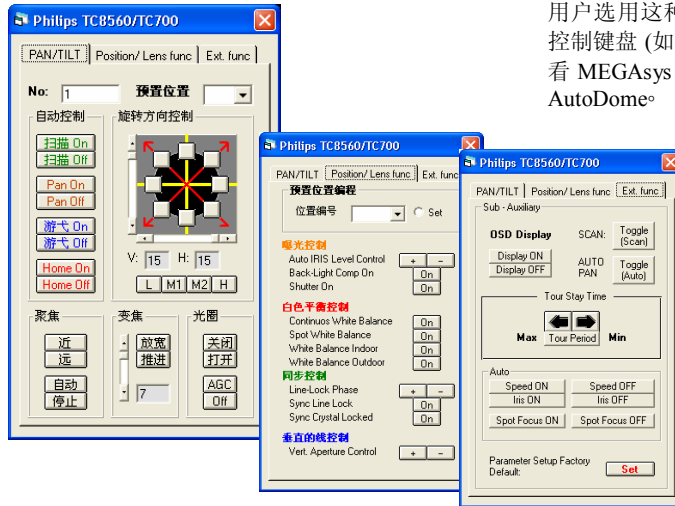 用户选用这种
控制键盘 (如
看 MEGAsys
AutoDome。
Philips TC8560/TC700
PAN/TILT Position/ Lens func Ext. func
No: 1 预置位置
自动控制 旋转方向控制
扫描 On
扫描 Off
Pan On
Pan Off
游弋 On
游弋 Off
Home On
Home Off
V: 15 H: 15
L M1 M2 H
聚焦 变焦 光圈
近 放宽 关闭
远 推进 打开
自动 7 AGC
停止 Off
Philips TC8560/TC700
PAN/TILT Position/ Lens func Ext. func
预置位置编程
位置编号 Set
曝光控制
Auto IRIS Level Control + -
Back-Light Comp On On
Shutter On On
白色平衡控制
Continuos White Balance On
Spot White Balance On
White Balance Indoor On
White Balance Outdoor On
同步控制
Line-Lock Phase + -
Sync Line Lock On
Sync Crystal Locked On
垂直的线控制
Vert. Aperture Control + -
Philips TC8560/TC700
PAN/TILT Position/ Lens func Ext. func
Sub - Auxiliary
OSD Display SCAN: Toggle (Scan)
Display ON
Display OFF AUTO PAN Toggle (Auto)
Tour Stay Time
Max Tour Period Min
Auto
Speed ON Speed OFF
Iris ON Iris OFF
Spot Focus ON Spot Focus OFF
Parameter Setup Factory
Default: Set